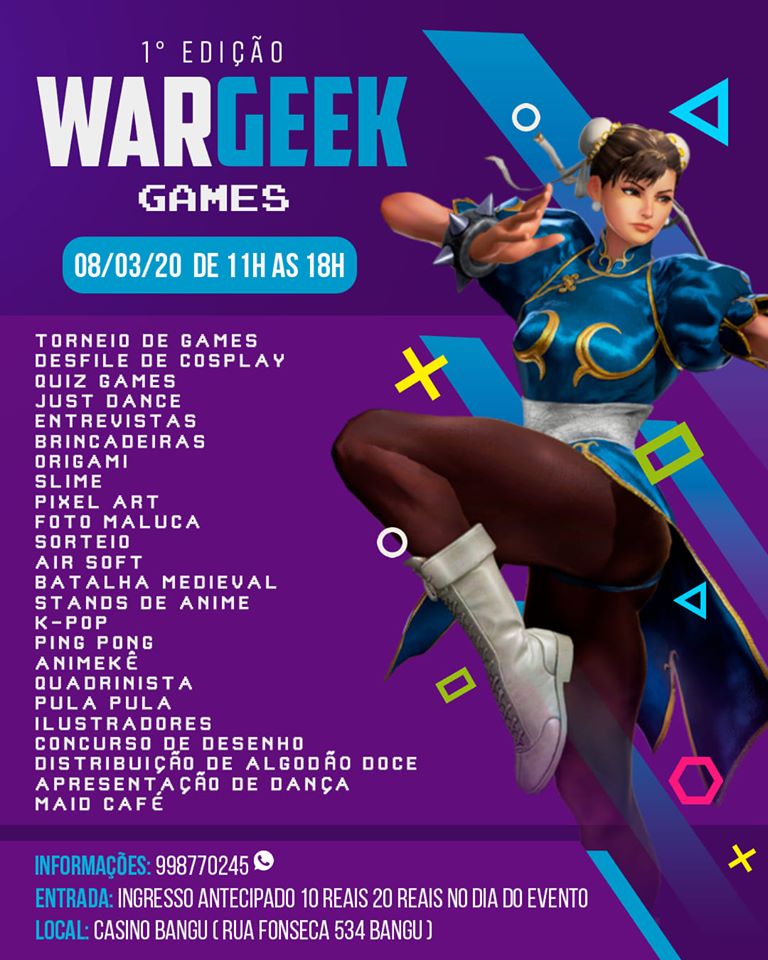 1° EDIÇÃO
WARGEEK
GAMES
08/03/20 DE 11H AS 18H
TORNEIO DE GAMES
DESFILE DE COSPLAY
QUIZ GAMES
JUST DANCE
ENTREVISTAS
BRINCADEIRAS
ORIGAMI
SLIME
PIXEL ART
FOTO MALUCA
SORTEIO
AIR SOFT
BATALHA MEDIEVAL
STANDS DE ANIME
K-POP
PING PONG
ANIMEKÊ
QUADRINISTA
PULA PULA
ILUSTRADORES
CONCURSO DE DESENHO
DISTRIBUIÇÃO DE ALGODÃO DOCE
APRESENTAÇÃO DE DANÇA
MAID CAFÉ
INFORMAÇÕES: 998770245
ENTRADA: INGRESSO ANTECIPADO 10 REAIS 20 REAIS NO DIA DO EVENTO
LOCAL: CASINO BANGU ( RUA FONSECA 534 BANGU )